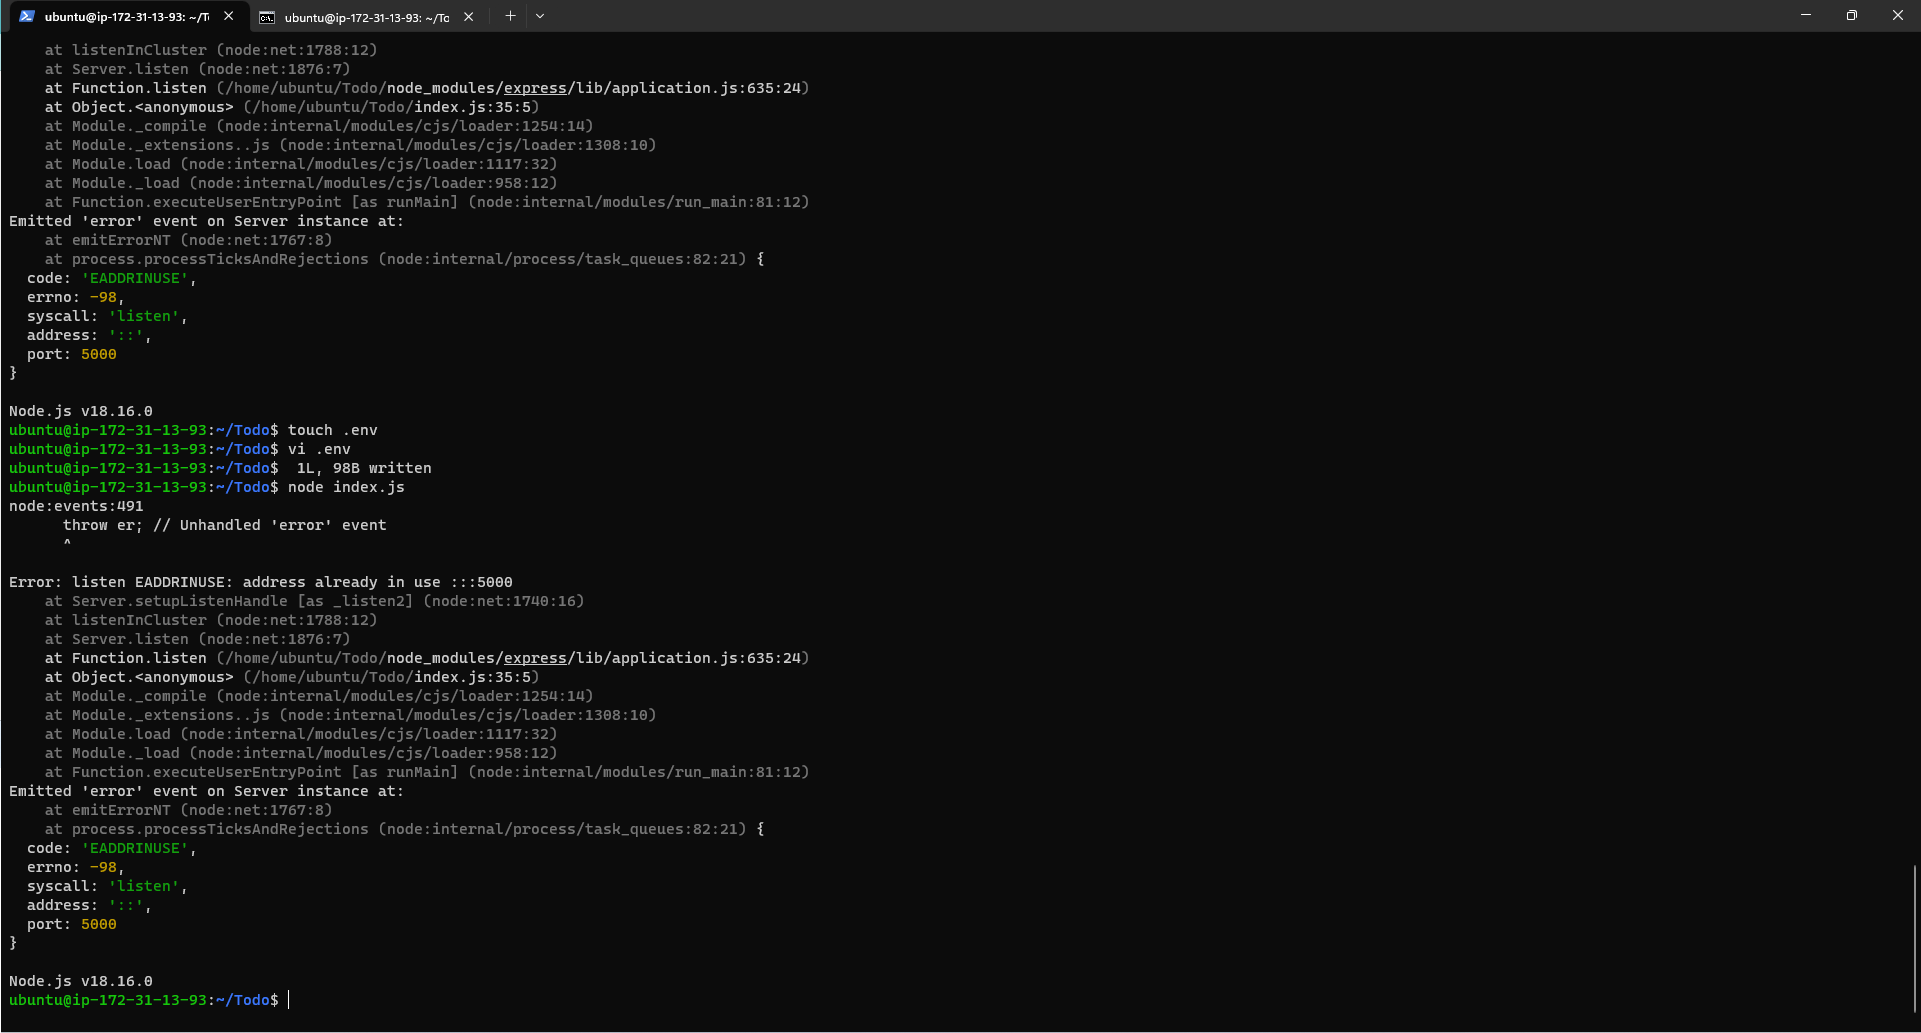 ubuntu@ip-172-31-13-93: ~/To
ubuntu@ip-172-31-13-93: ~/To
    at listenInCluster (node:net:1788:12)
    at Server.listen (node:net:1876:7)
    at Function.listen (/home/ubuntu/Todo/node_modules/express/lib/application.js:635:24)
    at Object.<anonymous> (/home/ubuntu/Todo/index.js:35:5)
    at Module._compile (node:internal/modules/cjs/loader:1254:14)
    at Module._extensions..js (node:internal/modules/cjs/loader:1308:10)
    at Module.load (node:internal/modules/cjs/loader:1117:32)
    at Module._load (node:internal/modules/cjs/loader:958:12)
    at Function.executeUserEntryPoint [as runMain] (node:internal/modules/run_main:81:12)
Emitted 'error' event on Server instance at:
    at emitErrorNT (node:net:1767:8)
    at process.processTicksAndRejections (node:internal/process/task_queues:82:21) {
  code: 'EADDRINUSE',
  errno: -98,
  syscall: 'listen',
  address: '::',
  port: 5000
}
Node.js v18.16.0
ubuntu@ip-172-31-13-93:~/Todo$ touch .env
ubuntu@ip-172-31-13-93:~/Todo$ vi .env
ubuntu@ip-172-31-13-93:~/Todo$  1L, 98B written
ubuntu@ip-172-31-13-93:~/Todo$ node index.js
node:events:491
      throw er; // Unhandled 'error' event
      ^
Error: listen EADDRINUSE: address already in use :::5000
    at Server.setupListenHandle [as _listen2] (node:net:1740:16)
    at listenInCluster (node:net:1788:12)
    at Server.listen (node:net:1876:7)
    at Function.listen (/home/ubuntu/Todo/node_modules/express/lib/application.js:635:24)
    at Object.<anonymous> (/home/ubuntu/Todo/index.js:35:5)
    at Module._compile (node:internal/modules/cjs/loader:1254:14)
    at Module._extensions..js (node:internal/modules/cjs/loader:1308:10)
    at Module.load (node:internal/modules/cjs/loader:1117:32)
    at Module._load (node:internal/modules/cjs/loader:958:12)
    at Function.executeUserEntryPoint [as runMain] (node:internal/modules/run_main:81:12)
Emitted 'error' event on Server instance at:
    at emitErrorNT (node:net:1767:8)
    at process.processTicksAndRejections (node:internal/process/task_queues:82:21) {
  code: 'EADDRINUSE',
  errno: -98,
  syscall: 'listen',
  address: '::',
  port: 5000
}
Node.js v18.16.0
ubuntu@ip-172-31-13-93:~/Todo$